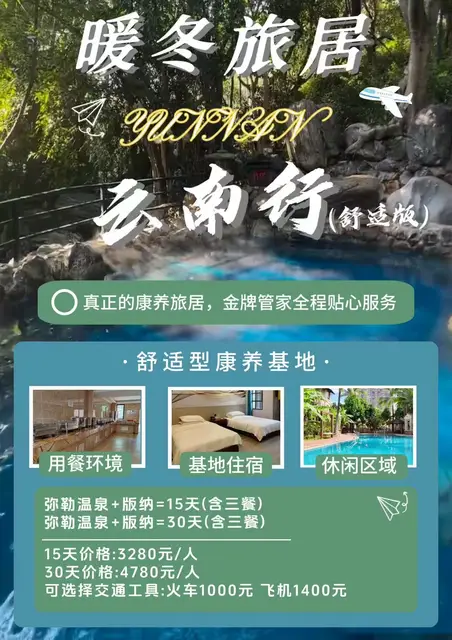 暖冬旅居
YUNNAN
云南行(舒适版)
真正的康养旅居，金牌管家全程贴心服务
·舒适型康养基地·
用餐环境 基地住宿 休闲区域
弥勒温泉+版纳=15天(含三餐)
弥勒温泉+版纳=30天(含三餐)
15天价格:3280元/人
30天价格:4780元/人
可选择交通工具:火车1000元 飞机1400元